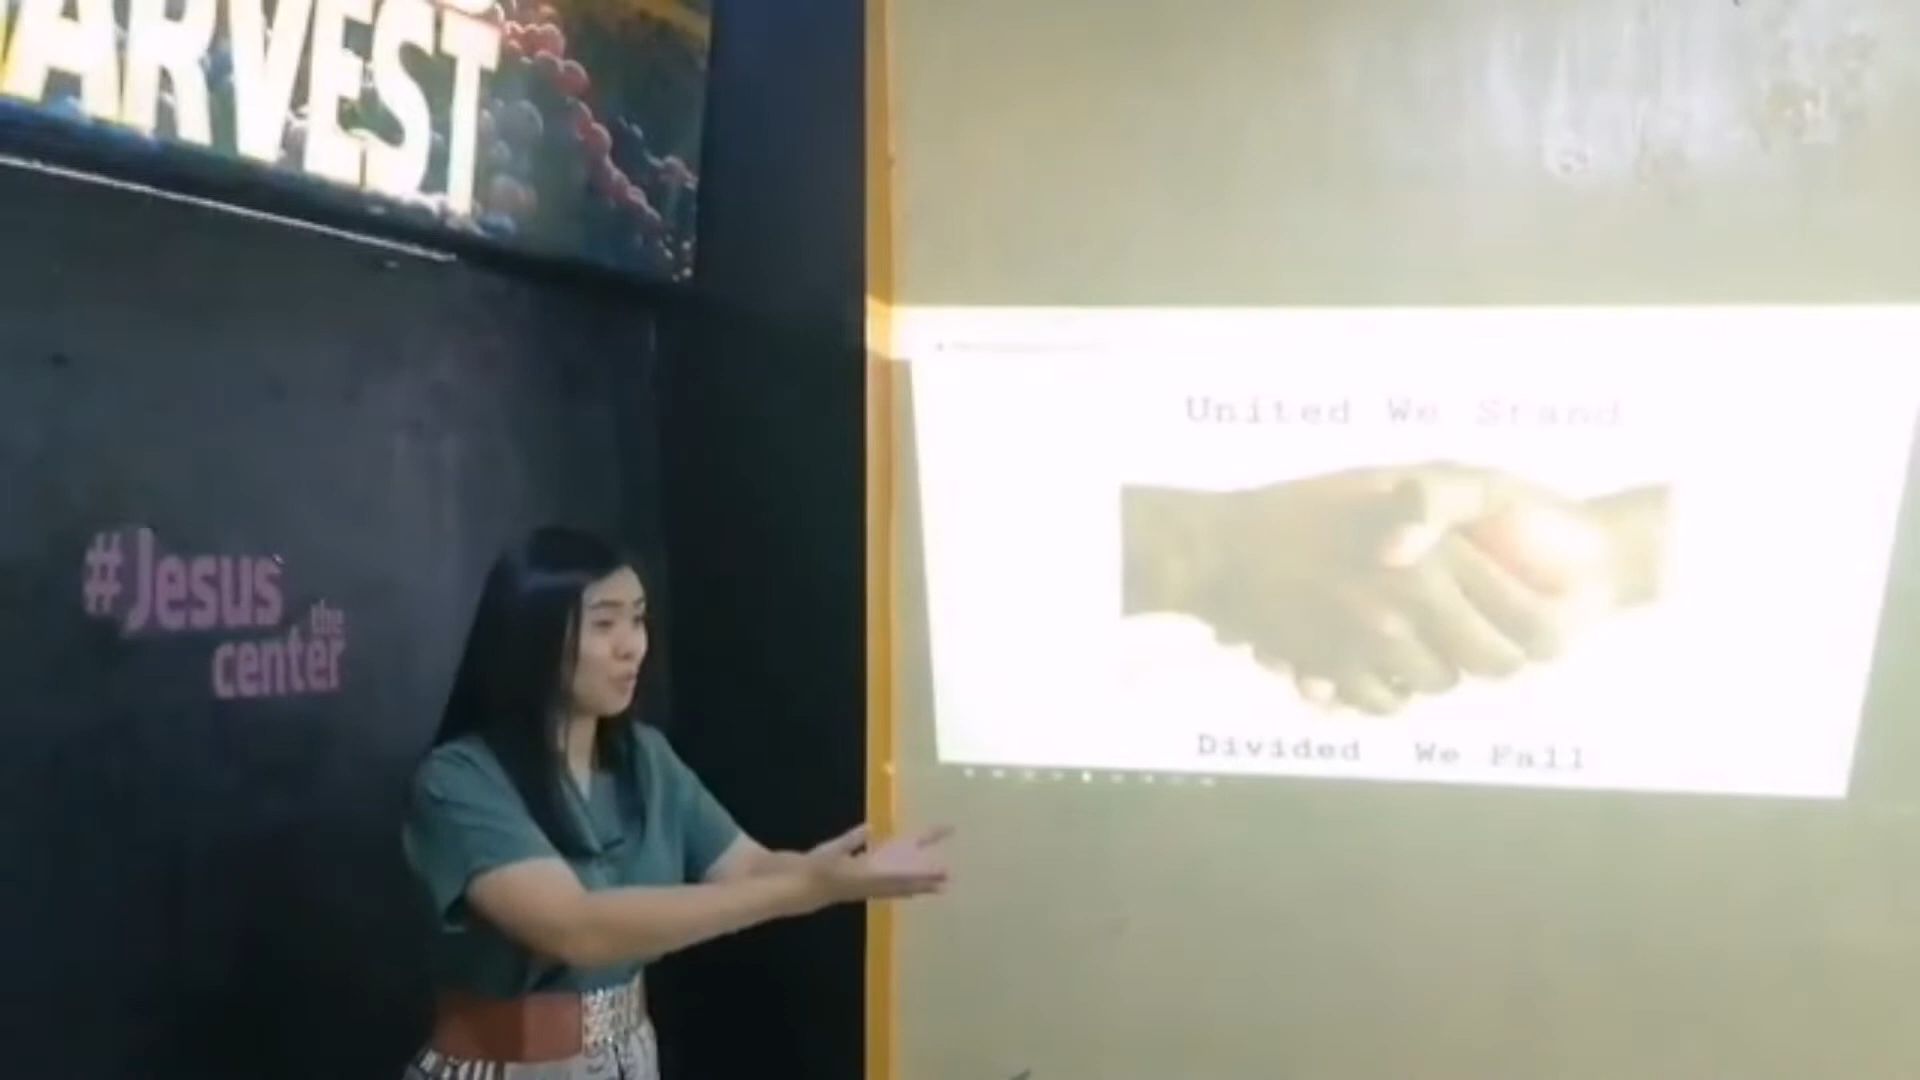 ARVEST
#Jesus
the
center
United We Stand
Divided We Fall